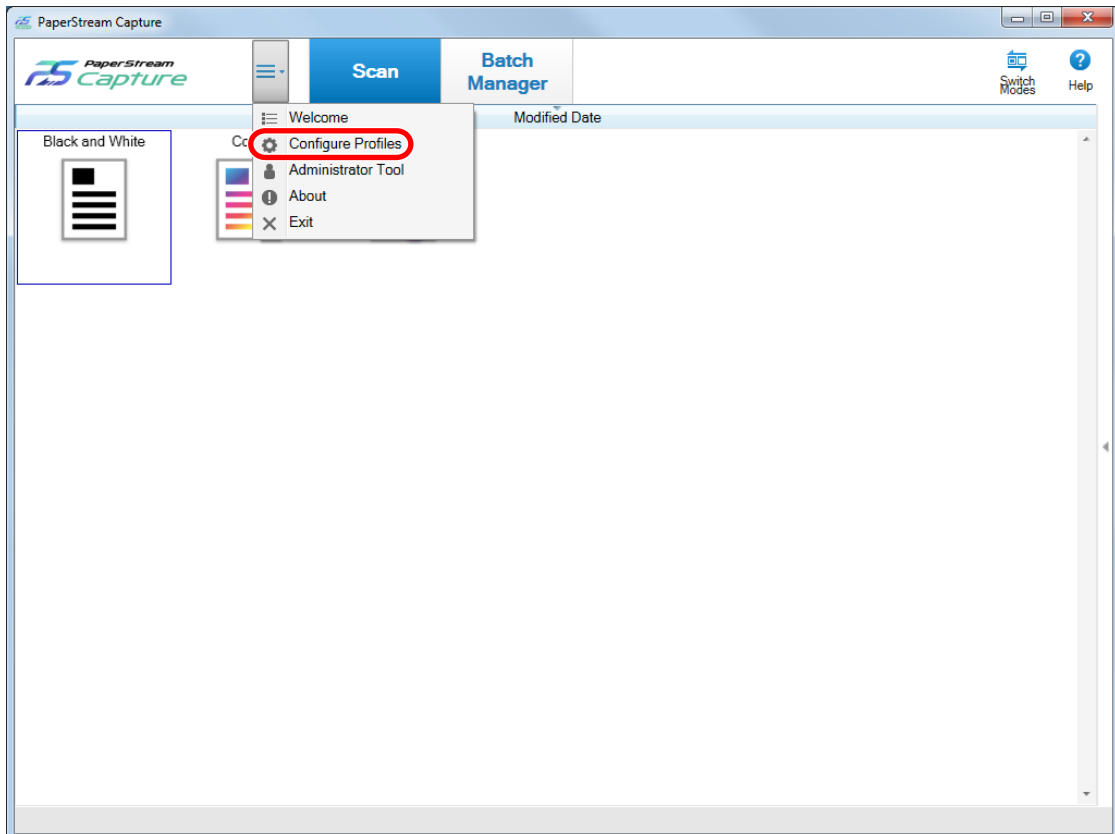 PaperStream Capture
PaperStream
Capture
Scan
Batch
Manager
Switch
Modes
Help
Modified Date
Welcome
Configure Profiles
Administrator Tool
About
Exit
Black and White